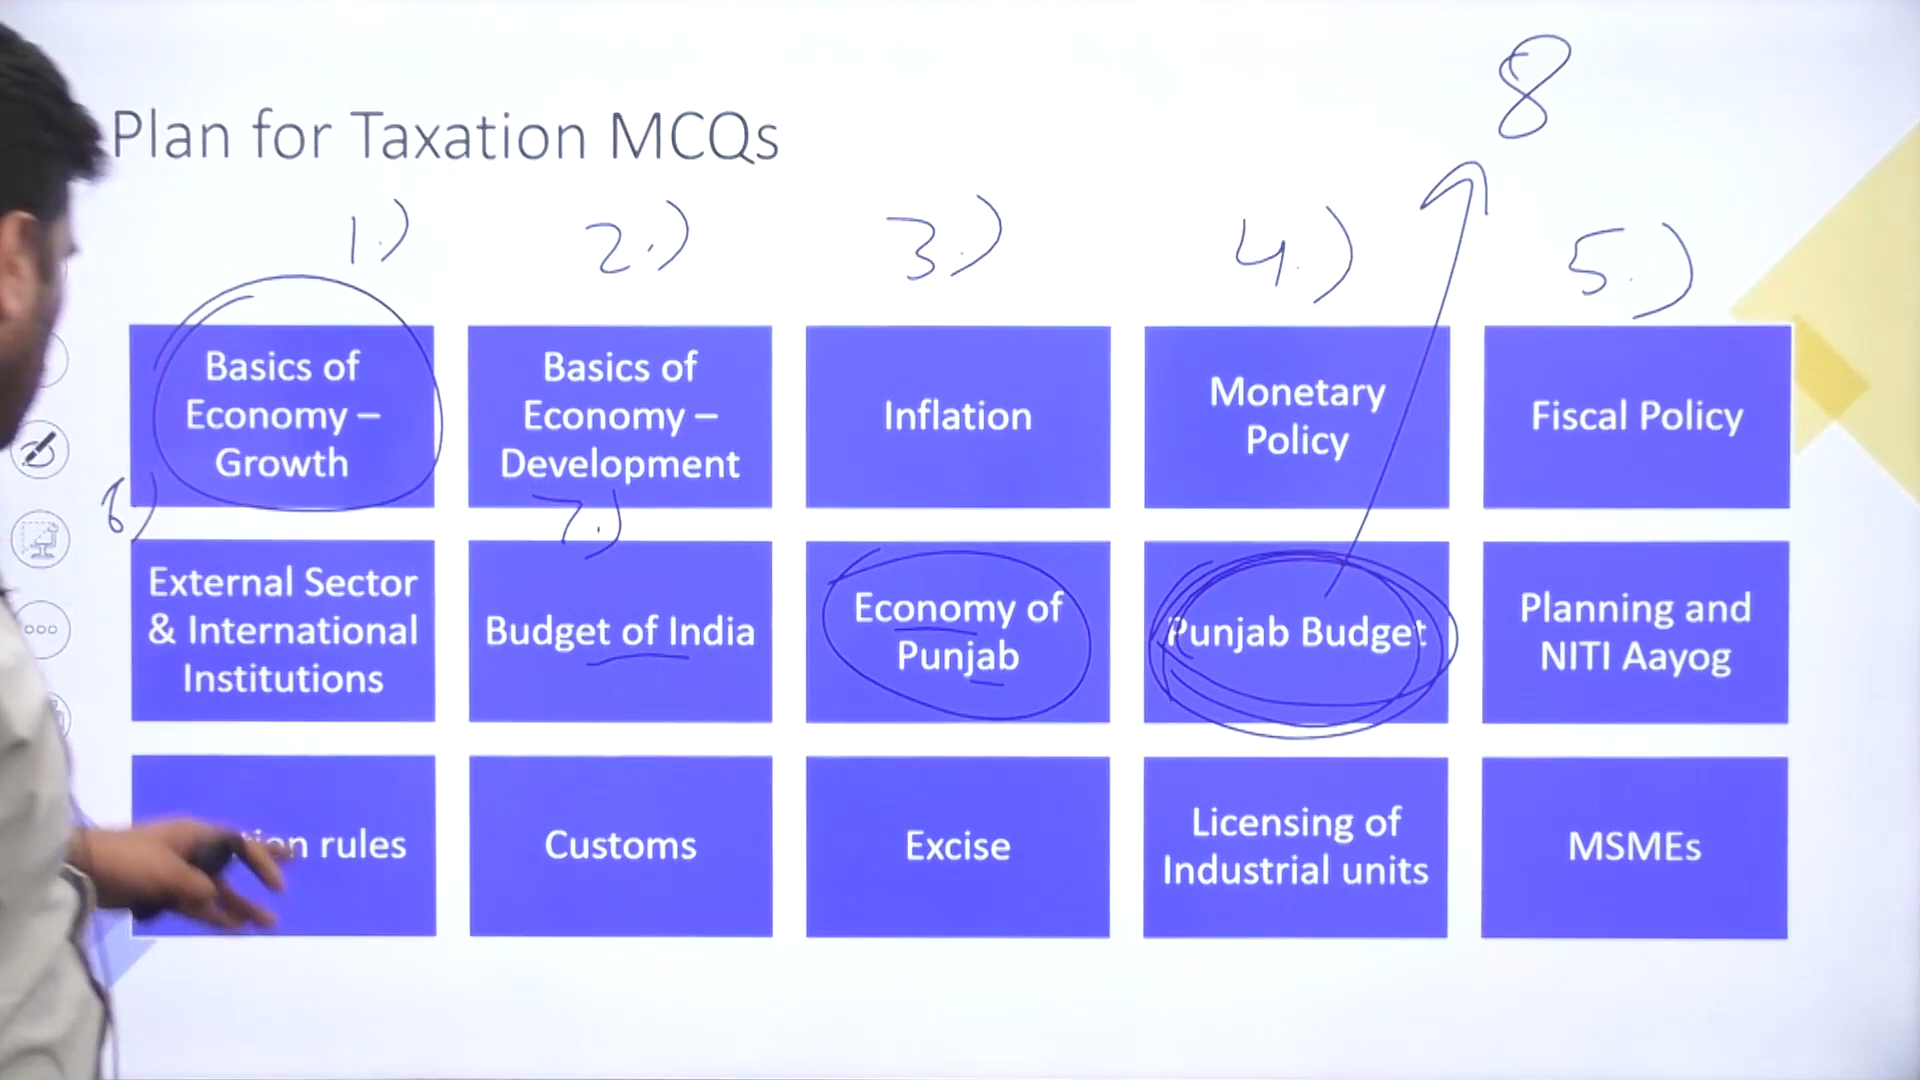 8
Plan for Taxation MCQs
1.)
2.)
3.)
4.)
5.)
Basics of
Economy –
Growth
Basics of
Economy –
Development
Inflation
Monetary
Policy
Fiscal Policy
6)
7.)
External Sector
& International
Institutions
Budget of India
Economy of
Punjab
Punjab Budget
Planning and
NITI Aayog
rules
Customs
Excise
Licensing of
Industrial units
MSMEs